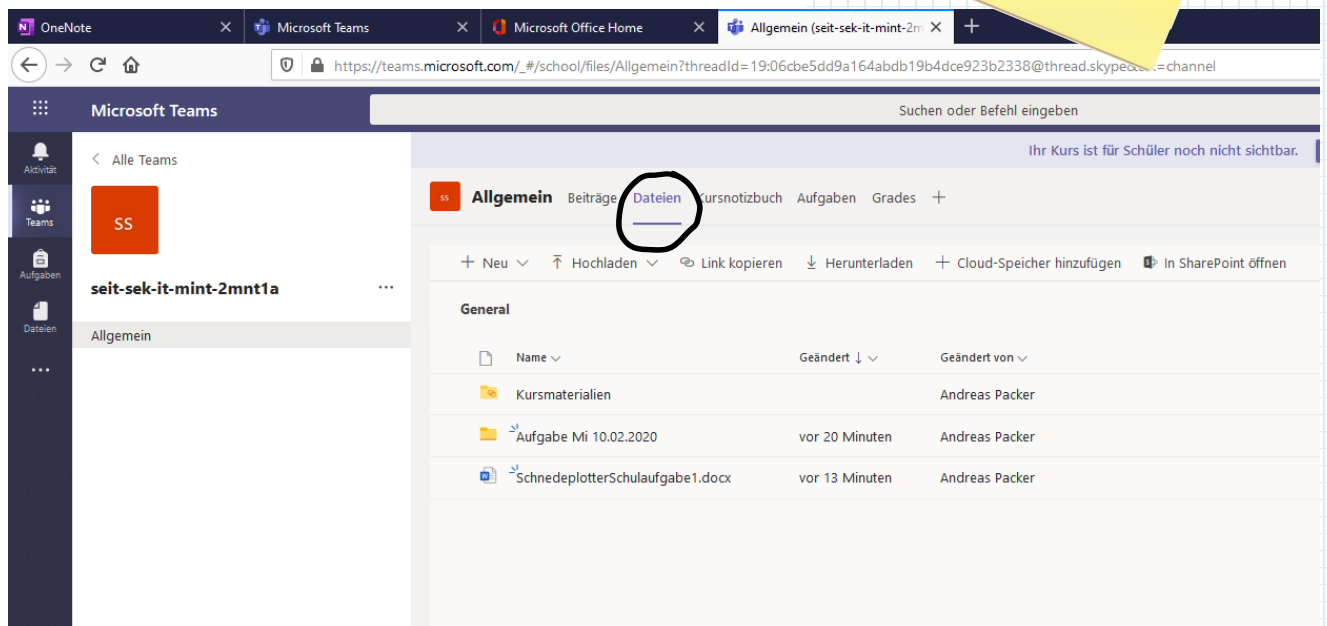 OneNote
Microsoft Teams
Microsoft Office Home
Allgemein (seit-sek-it-mint-2m
https://teams.microsoft.com/_#/school/files/Allgemein?threadId=19:06cbe5dd9a164abdb19b4dce923b2338@thread.skype =channel
Microsoft Teams
Suchen oder Befehl eingeben
Aktivität
Teams
Aufgaben
Dateien
Alle Teams
SS
seit-sek-it-mint-2mnt1a
Allgemein
Ihr Kurs ist für Schüler noch nicht sichtbar.
SS Allgemein Beiträge Dateien Kursnotizbuch Aufgaben Grades +
+ Neu Hochladen Link kopieren Herunterladen + Cloud-Speicher hinzufügen In SharePoint öffnen
General
Name Geändert ↓ Geändert von
Kursmaterialien Andreas Packer
Aufgabe Mi 10.02.2020 vor 20 Minuten Andreas Packer
SchnedeplotterSchulaufgabe1.docx vor 13 Minuten Andreas Packer